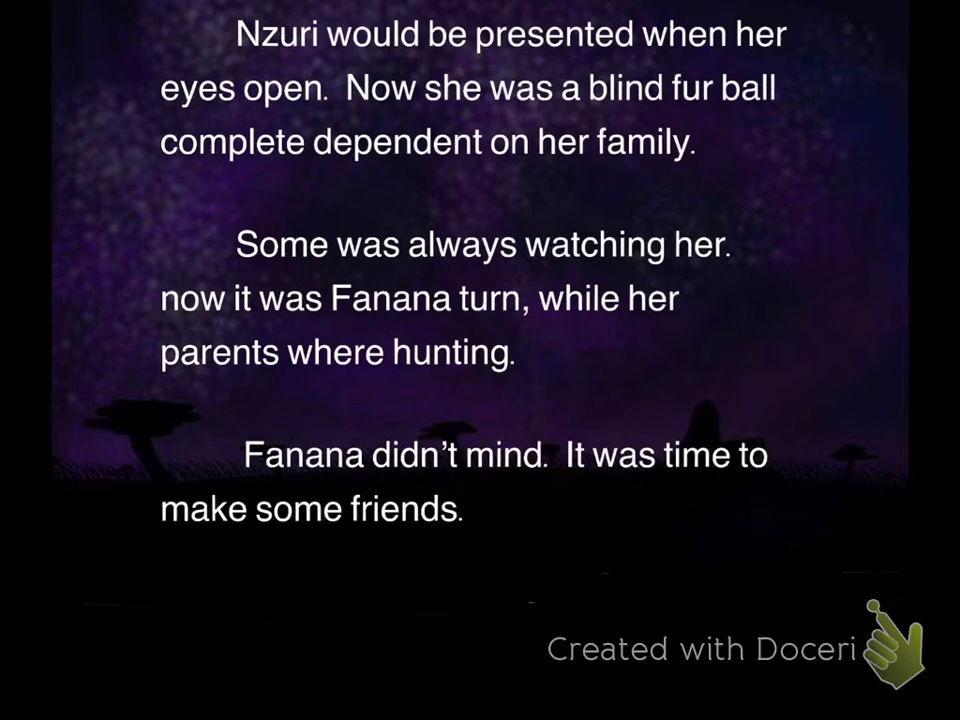 Nzuri would be presented when her
eyes open. Now she was a blind fur ball
complete dependent on her family.
Some was always watching her.
now it was Fanana turn, while her
parents where hunting.
Fanana didn't mind. It was time to
make some friends.
Created with Doceri